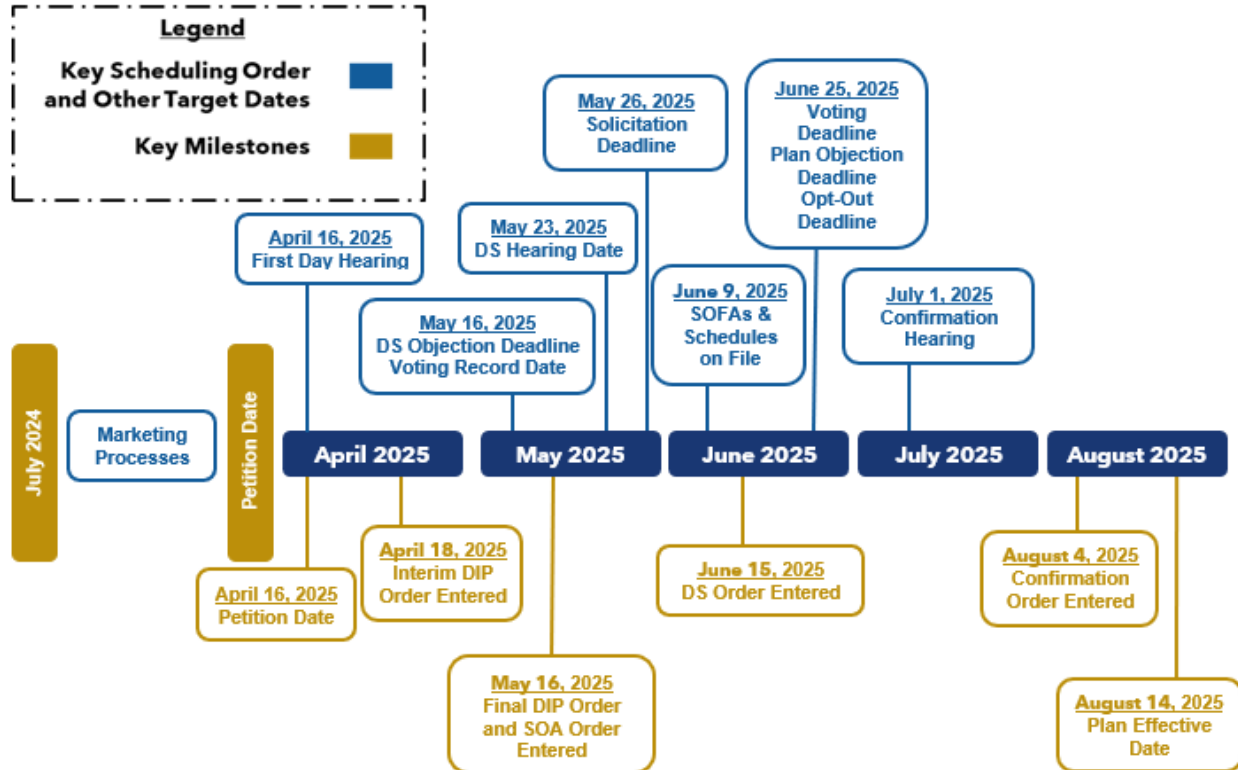 Legend
Key Scheduling Order
and Other Target Dates
Key Milestones
May 26, 2025
Solicitation
Deadline
June 25, 2025
Voting
Deadline
Plan Objection
Deadline
Opt-Out
Deadline
April 16, 2025
First Day Hearing
May 23, 2025
DS Hearing Date
May 16, 2025
DS Objection Deadline
Voting Record Date
June 9, 2025
SOFAs &
Schedules
on File
July 1, 2025
Confirmation
Hearing
July 2024
Marketing
Processes
Petition Date
April 2025
May 2025
June 2025
July 2025
August 2025
April 16, 2025
Petition Date
April 18, 2025
Interim DIP
Order Entered
May 16, 2025
Final DIP Order
and SOA Order
Entered
June 15, 2025
DS Order Entered
August 4, 2025
Confirmation
Order Entered
August 14, 2025
Plan Effective
Date